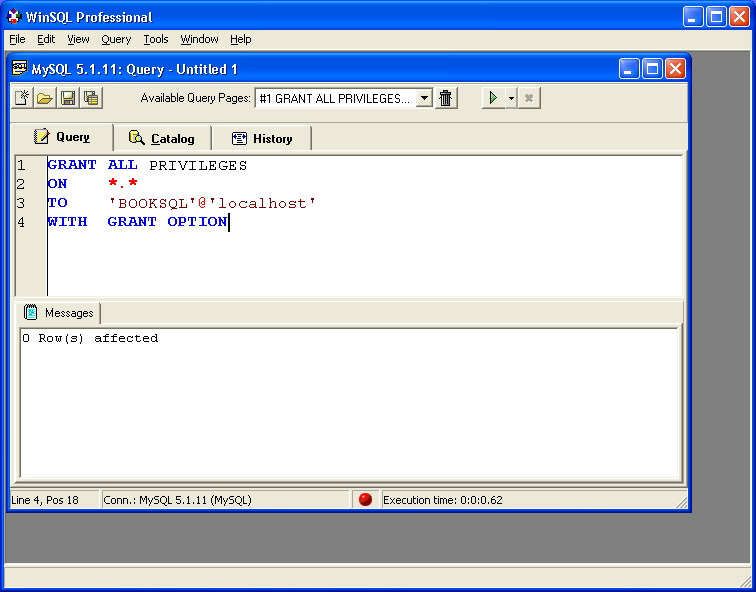 WinSQL Professional
File Edit View Query Tools Window Help
MySQL 5.1.11: Query - Untitled 1
Available Query Pages: #1 GRANT ALL PRIVILEGES...
Query Catalog History
1 GRANT ALL PRIVILEGES
2 ON *.*
3 TO 'BOOKSQL'@'localhost'
4 WITH GRANT OPTION
Messages
0 Row(s) affected
Line 4, Pos 18 Conn.: MySQL 5.1.11 (MySQL) Execution time: 0:0:0.62